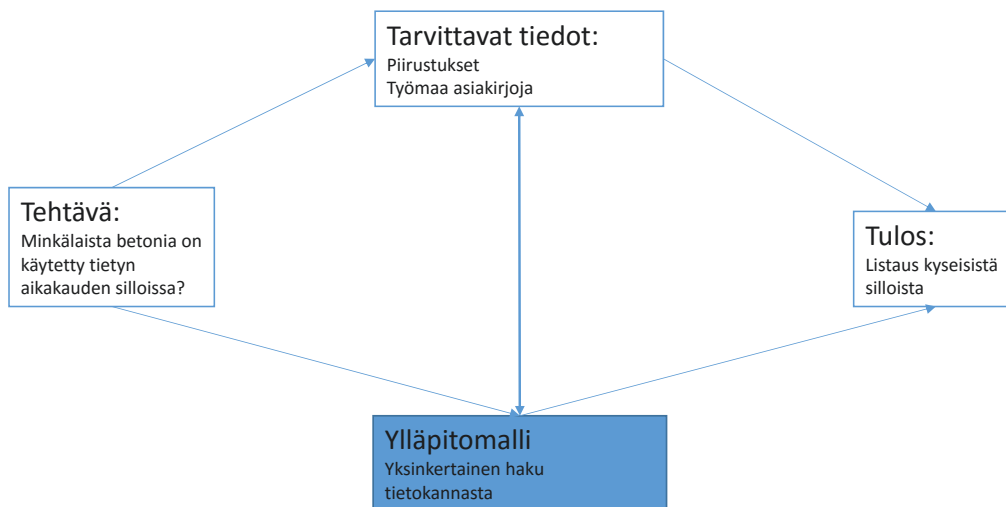 Tarvittavat tiedot:
Piirustukset
Työmaa asiakirjoja
Tehtävä:
Minkälaista betonia on
käytetty tietyn
aikakauden silloissa?
Tulos:
Listaus kyseisistä
silloista
Ylläpitomalli
Yksinkertainen haku
tietokannasta